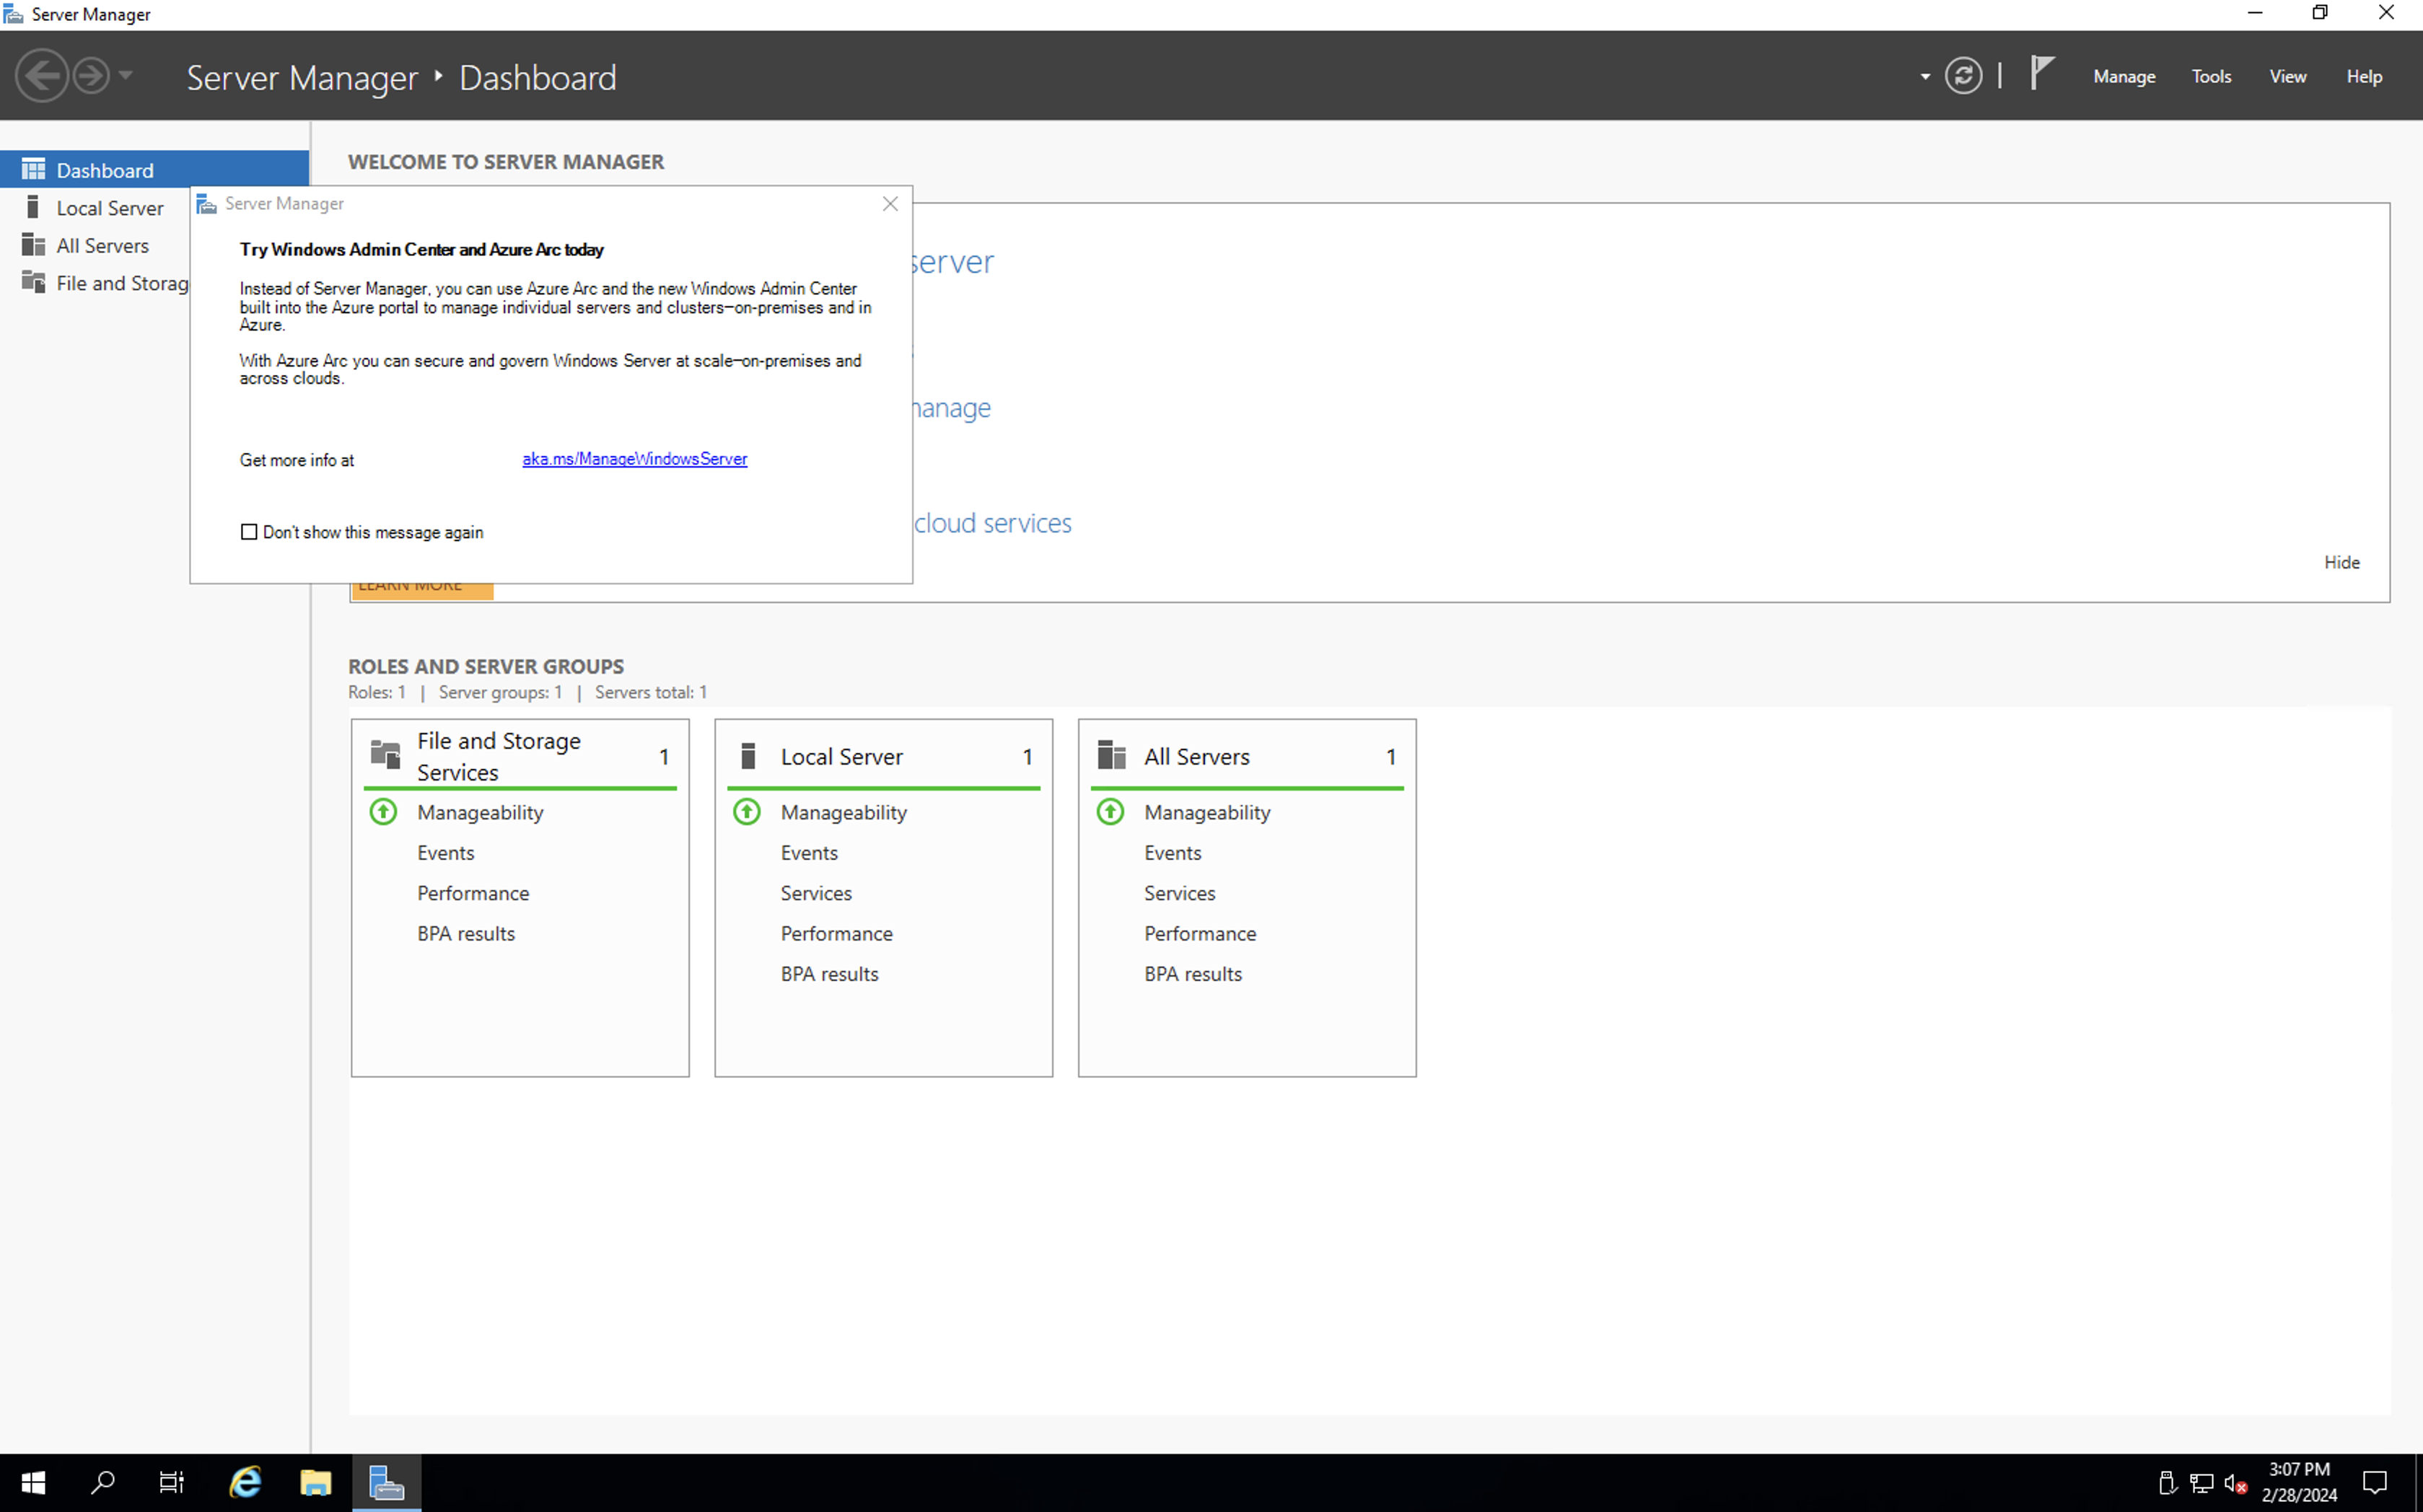 Server Manager
Server Manager Dashboard
Manage Tools View Help
Dashboard
Local Server
All Servers
File and Storag
WELCOME TO SERVER MANAGER
Server Manager
Try Windows Admin Center and Azure Arc today
Instead of Server Manager, you can use Azure Arc and the new Windows Admin Center
built into the Azure portal to manage individual servers and clusters—on-premises and in
Azure.
With Azure Arc you can secure and govern Windows Server at scale—on-premises and
across clouds.
Get more info at aka.ms/ManageWindowsServer
Don't show this message again
server
manage
cloud services
Hide
LEARN MORE
ROLES AND SERVER GROUPS
Roles: 1 | Server groups: 1 | Servers total: 1
File and Storage
Services
1
Manageability
Events
Performance
BPA results
Local Server 1
Manageability
Events
Services
Performance
BPA results
All Servers 1
Manageability
Events
Services
Performance
BPA results
3:07 PM
2/28/2024